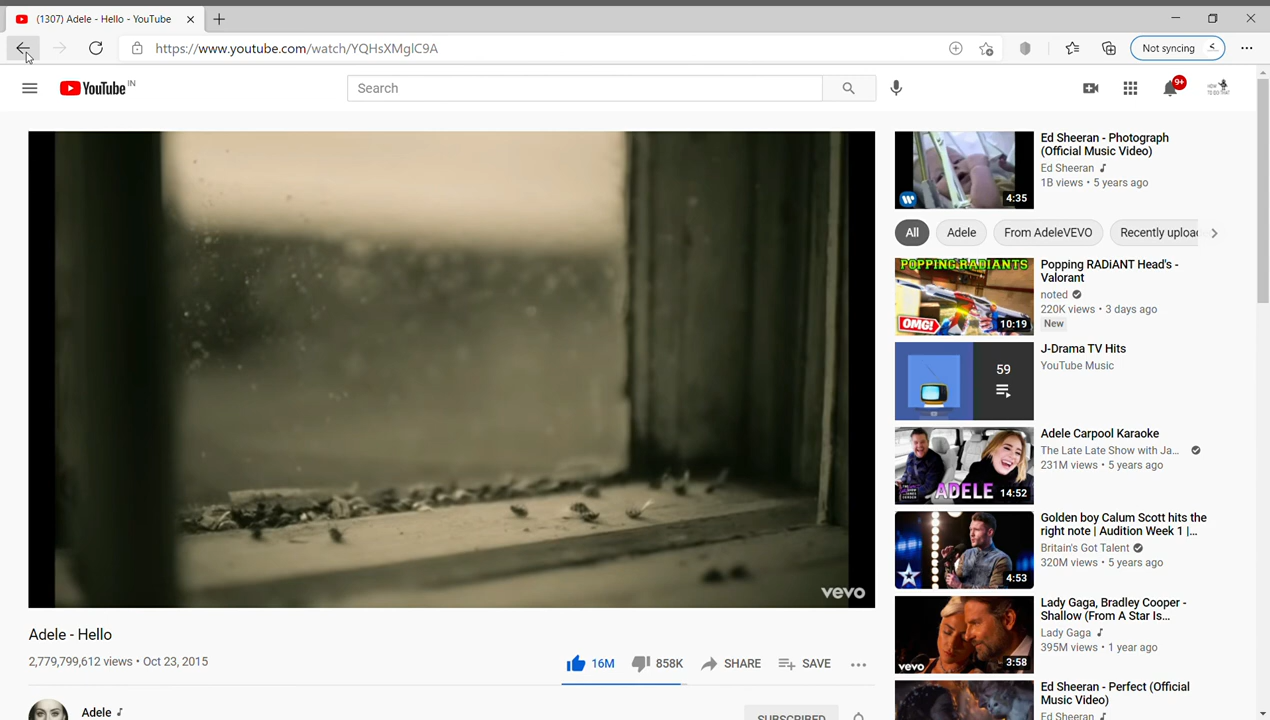 (1307) Adele - Hello - YouTube
https://www.youtube.com/watch/YQHsXMglC9A
Not syncing
YouTube IN
Search
9+
HOW
TO DO THAT
vevo
Adele - Hello
2,779,799,612 views • Oct 23, 2015
16M
858K
SHARE
SAVE
Adele
SUBSCRIBED
4:35
Ed Sheeran - Photograph
(Official Music Video)
Ed Sheeran
1B views • 5 years ago
All
Adele
From AdeleVEVO
Recently uploa
POPPING RADIANTS
OMG!
10:19
Popping RADiANT Head's -
Valorant
noted
220K views • 3 days ago
New
59
J-Drama TV Hits
YouTube Music
ADELE
14:52
Adele Carpool Karaoke
The Late Late Show with Ja...
231M views • 5 years ago
4:53
Golden boy Calum Scott hits the
right note | Audition Week 1 |...
Britain's Got Talent
320M views • 5 years ago
vevo
3:58
Lady Gaga, Bradley Cooper -
Shallow (From A Star Is...
Lady Gaga
395M views • 1 year ago
Ed Sheeran - Perfect (Official
Music Video)
Ed Sheeran